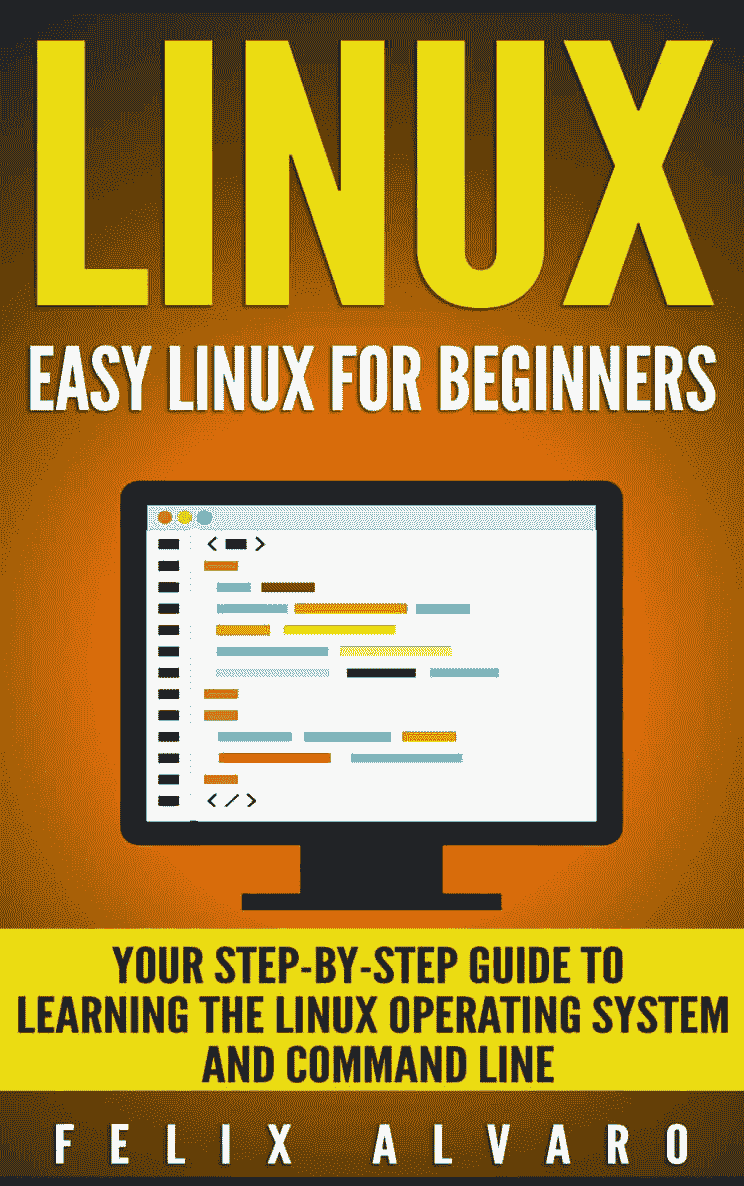 LINUX
EASY LINUX FOR BEGINNERS
< >
< / >
YOUR STEP-BY-STEP GUIDE TO
LEARNING THE LINUX OPERATING SYSTEM
AND COMMAND LINE
FELIX ALVARO